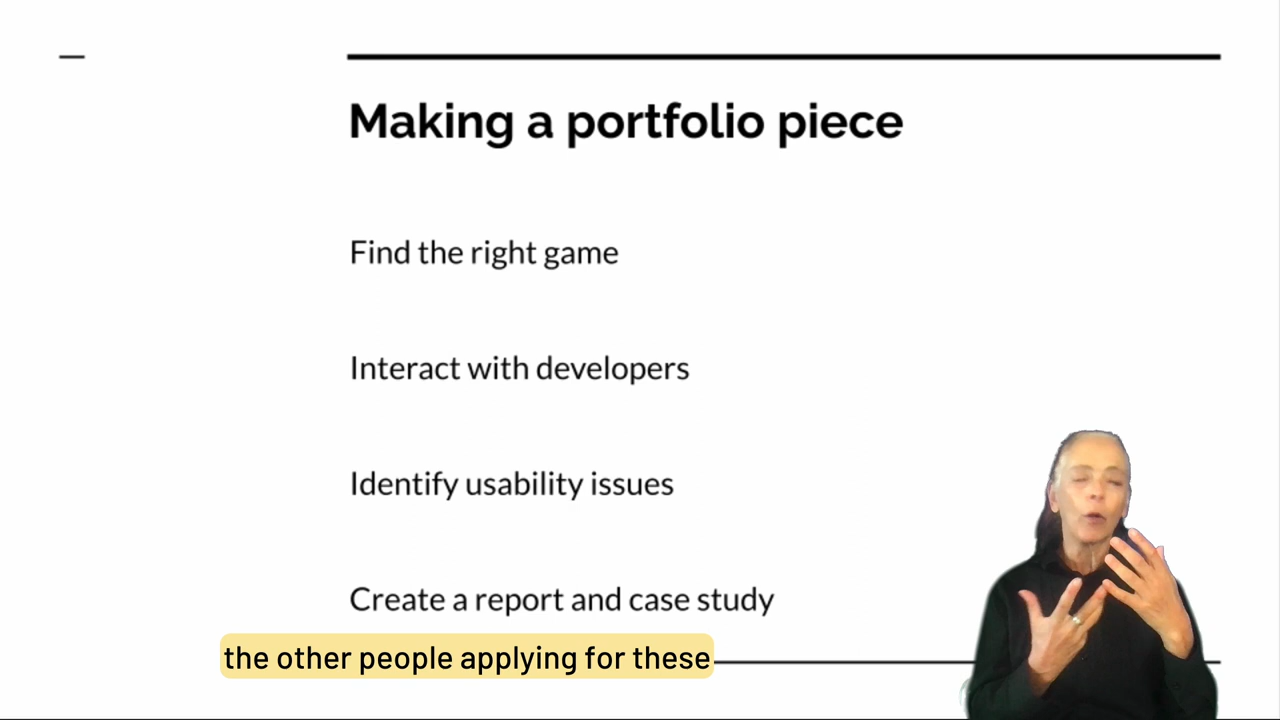 Making a portfolio piece
Find the right game
Interact with developers
Identify usability issues
Create a report and case study
the other people applying for these